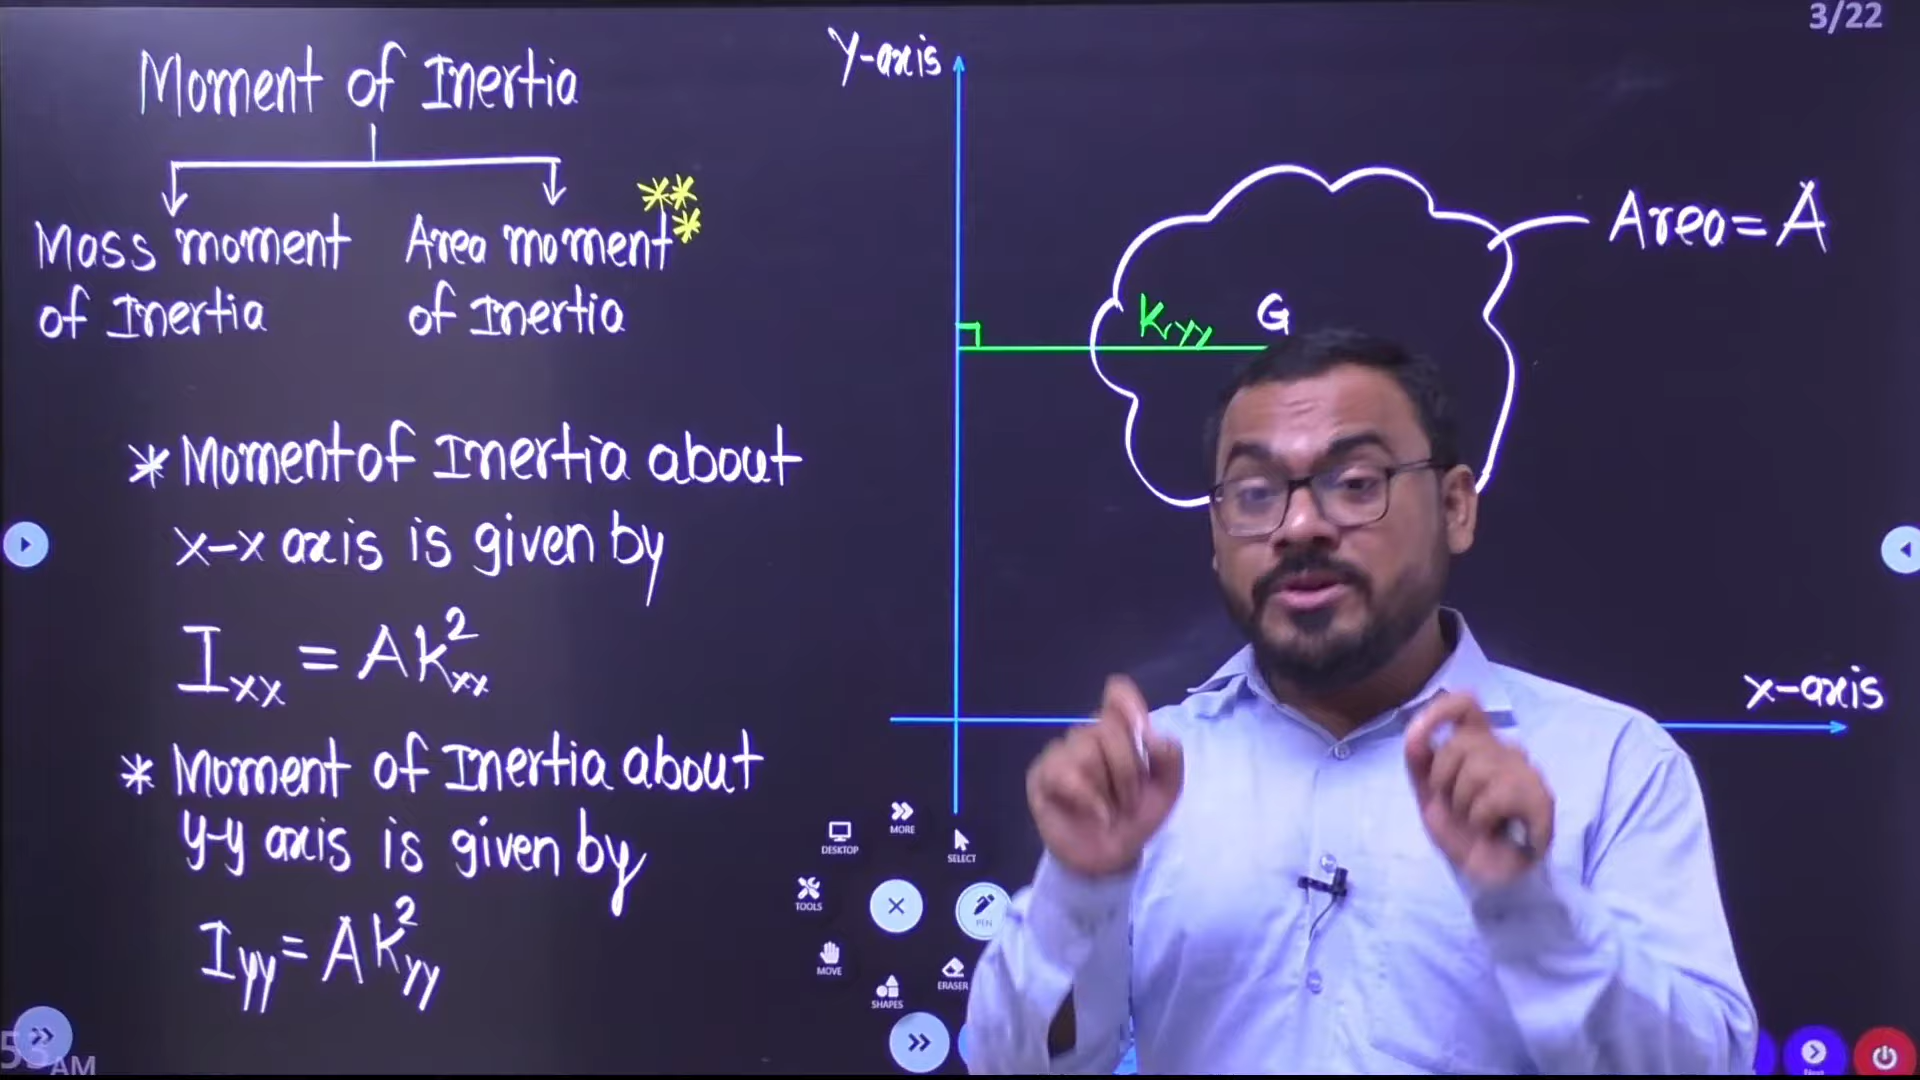 3/22
Moment of Inertia
Mass moment
of Inertia
Area moment
of Inertia
* Moment of Inertia about
x-x axis is given by
Ixx = AK²xx
* Moment of Inertia about
y-y axis is given by
Iyy = AK²yy
Y-axis
Area = A
Kyy
G
x-axis
MORE
DESKTOP
SELECT
TOOLS
PEN
MOVE
ERASER
SHAPES
AM